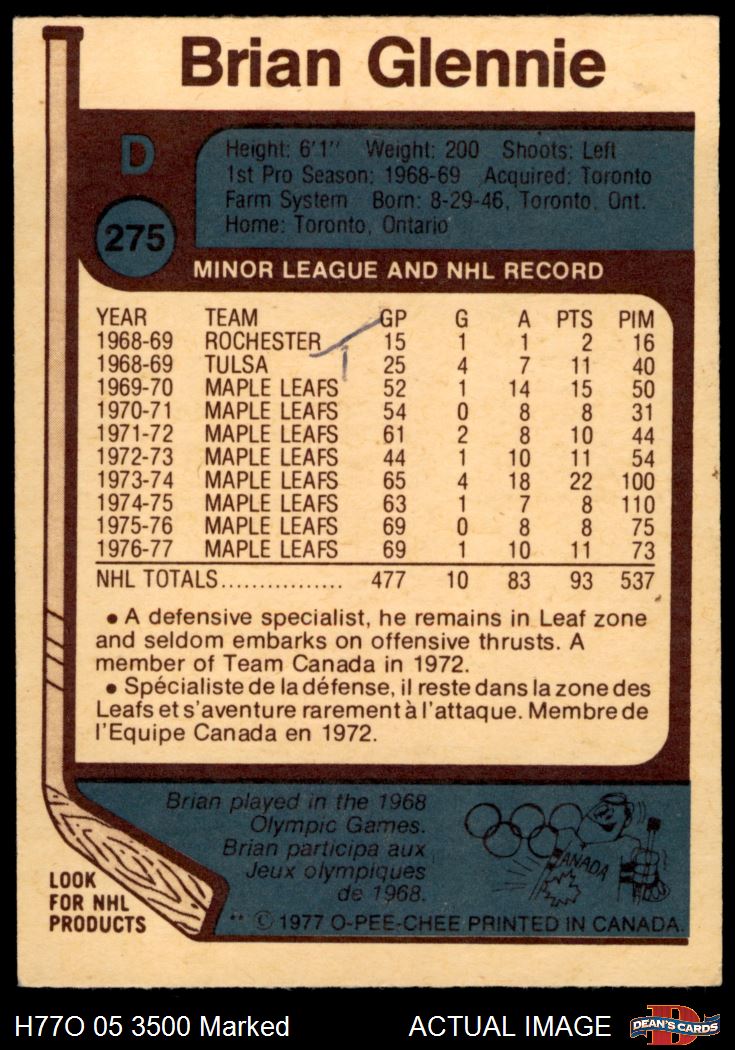 Brian Glennie
D
Height: 6'1" Weight: 200 Shoots: Left
1st Pro Season: 1968-69 Acquired: Toronto
Farm System Born: 8-29-46, Toronto, Ont.
Home: Toronto, Ontario
275
MINOR LEAGUE AND NHL RECORD
YEAR TEAM GP G A PTS PIM
1968-69 ROCHESTER 15 1 1 2 16
1968-69 TULSA 25 4 7 11 40
1969-70 MAPLE LEAFS 52 1 14 15 50
1970-71 MAPLE LEAFS 54 0 8 8 31
1971-72 MAPLE LEAFS 61 2 8 10 44
1972-73 MAPLE LEAFS 44 1 10 11 54
1973-74 MAPLE LEAFS 65 4 18 22 100
1974-75 MAPLE LEAFS 63 1 7 8 110
1975-76 MAPLE LEAFS 69 0 8 8 75
1976-77 MAPLE LEAFS 69 1 10 11 73
NHL TOTALS................ 477 10 83 93 537
• A defensive specialist, he remains in Leaf zone
and seldom embarks on offensive thrusts. A
member of Team Canada in 1972.
• Spécialiste de la défense, il reste dans la zone des
Leafs et s'aventure rarement à l'attaque. Membre de
l'Equipe Canada en 1972.
Brian played in the 1968
Olympic Games.
Brian participa aux
Jeux olympiques
de 1968.
CANADA
LOOK
FOR NHL
PRODUCTS
** © 1977 O-PEE-CHEE PRINTED IN CANADA.
H77O 05 3500 Marked ACTUAL IMAGE
D
DEAN'S CARDS